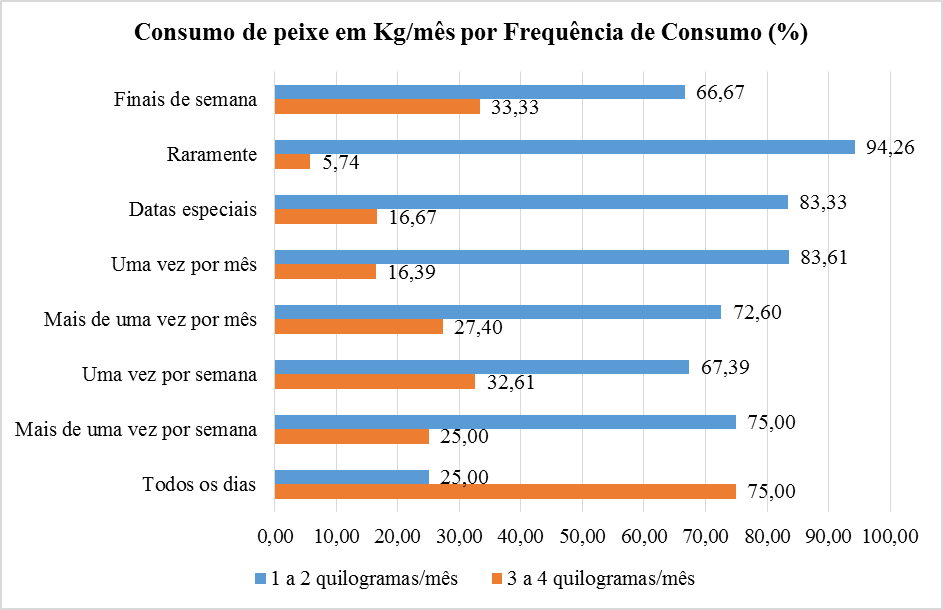 Consumo de peixe em Kg/mês por Frequência de Consumo (%)
Finais de semana
66,67
33,33
Raramente
94,26
5,74
Datas especiais
83,33
16,67
Uma vez por mês
83,61
16,39
Mais de uma vez por mês
72,60
27,40
Uma vez por semana
67,39
32,61
Mais de uma vez por semana
75,00
25,00
Todos os dias
25,00
75,00
0,00 10,00 20,00 30,00 40,00 50,00 60,00 70,00 80,00 90,00 100,00
1 a 2 quilogramas/mês 3 a 4 quilogramas/mês